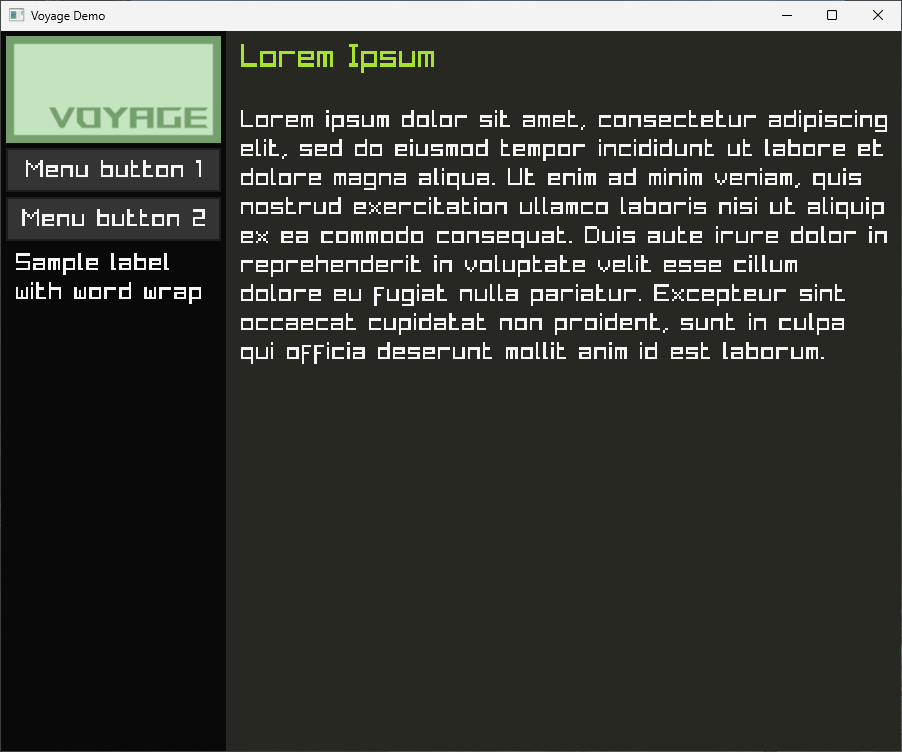 Voyage Demo
VOYAGE
Menu button 1
Menu button 2
Sample label
with word wrap
Lorem Ipsum
Lorem ipsum dolor sit amet, consectetur adipiscing
elit, sed do eiusmod tempor incididunt ut labore et
dolore magna aliqua. Ut enim ad minim veniam, quis
nostrud exercitation ullamco laboris nisi ut aliquip
ex ea commodo consequat. Duis aute irure dolor in
reprehenderit in voluptate velit esse cillum
dolore eu fugiat nulla pariatur. Excepteur sint
occaecat cupidatat non proident, sunt in culpa
qui officia deserunt mollit anim id est laborum.